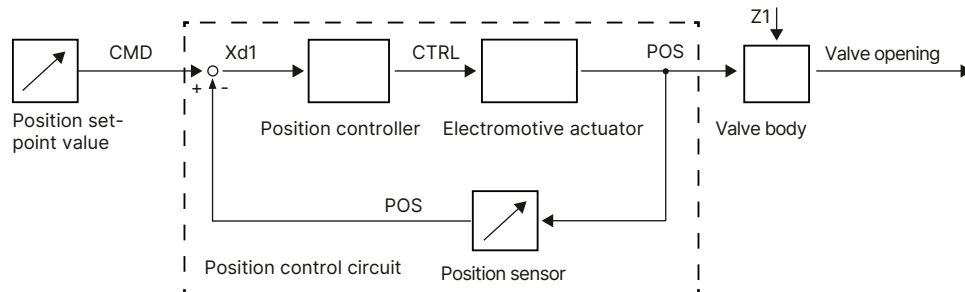 Z1
CMD
Xd1
CTRL
POS
Valve opening
+ -
Position set-
point value
Position controller
Electromotive actuator
Valve body
POS
Position control circuit
Position sensor